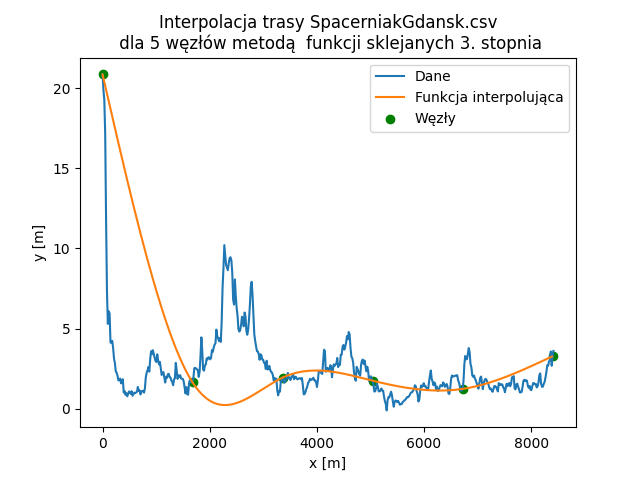 Interpolacja trasy SpacerniakGdansk.csv
dla 5 węzłów metodą  funkcji sklejanych 3. stopnia
Dane
Funkcja interpolująca
Węzły
20
15
10
5
0
y [m]
0
2000
4000
6000
8000
x [m]